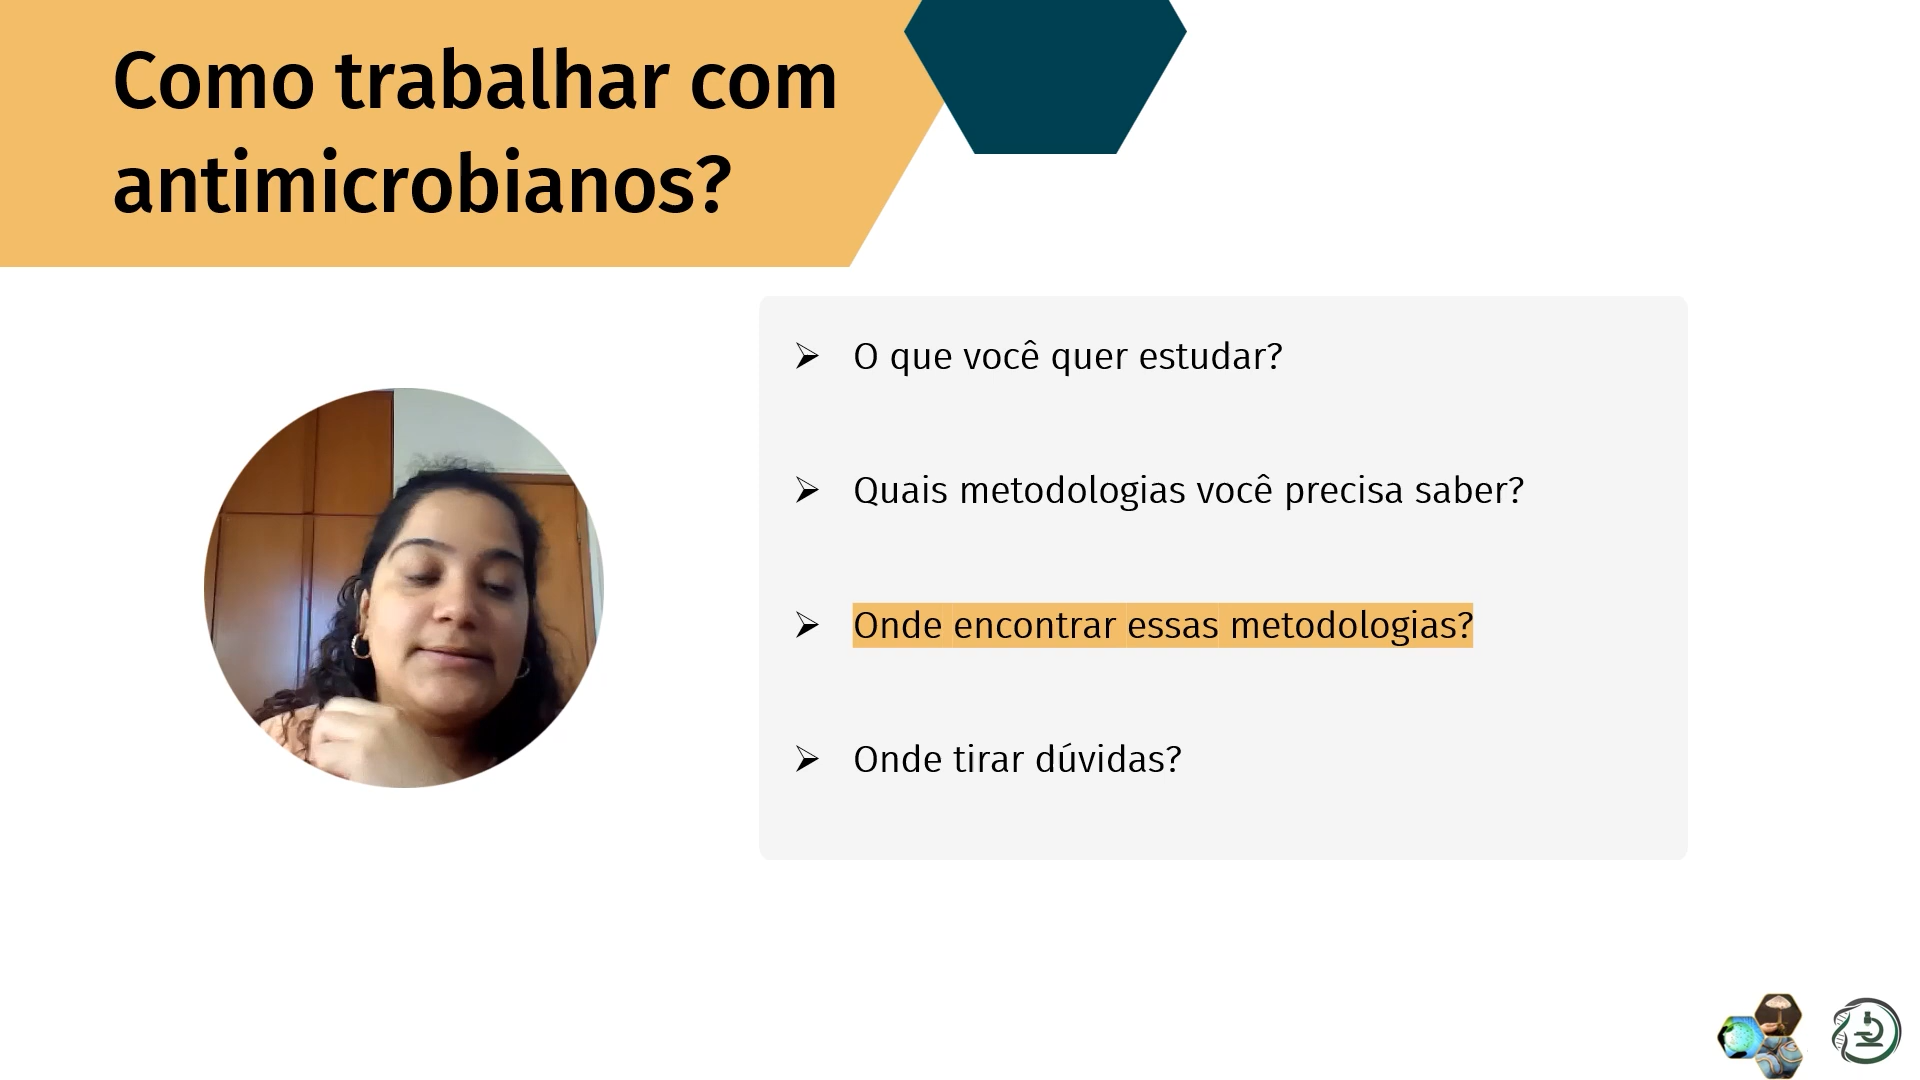 Como trabalhar com
antimicrobianos?
➢ O que você quer estudar?
➢ Quais metodologias você precisa saber?
➢ Onde encontrar essas metodologias?
➢ Onde tirar dúvidas?